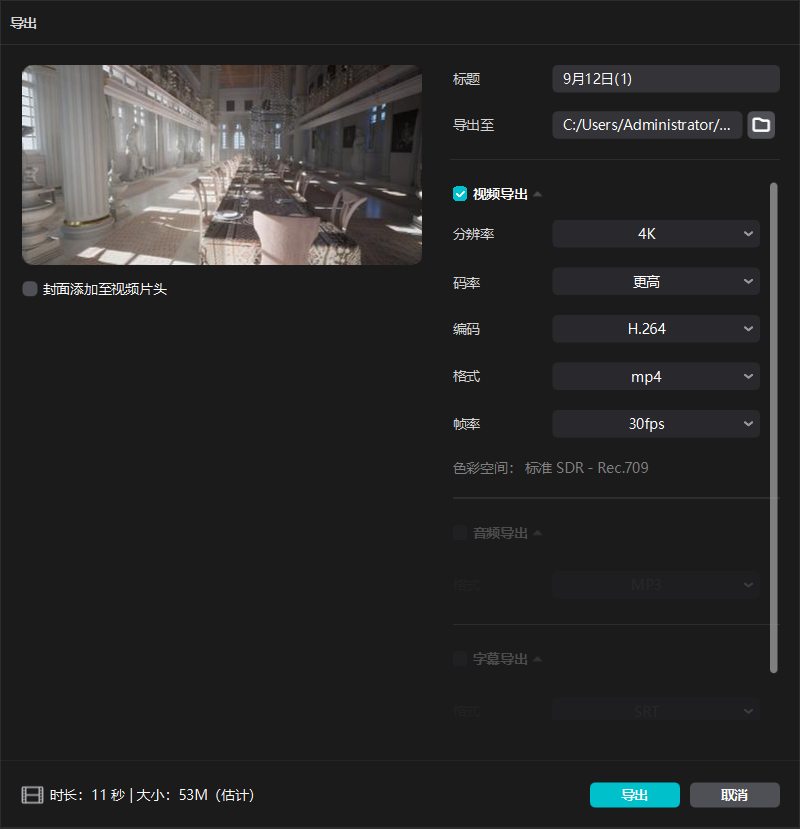 导出
标题 9月12日(1)
导出至 C:/Users/Administrator/...
视频导出
封面添加至视频片头
分辨率 4K
码率 更高
编码 H.264
格式 mp4
帧率 30fps
色彩空间： 标准 SDR - Rec.709
音频导出
格式 MP3
字幕导出
格式 SRT
时长：11 秒 | 大小：53M（估计）
导出 取消